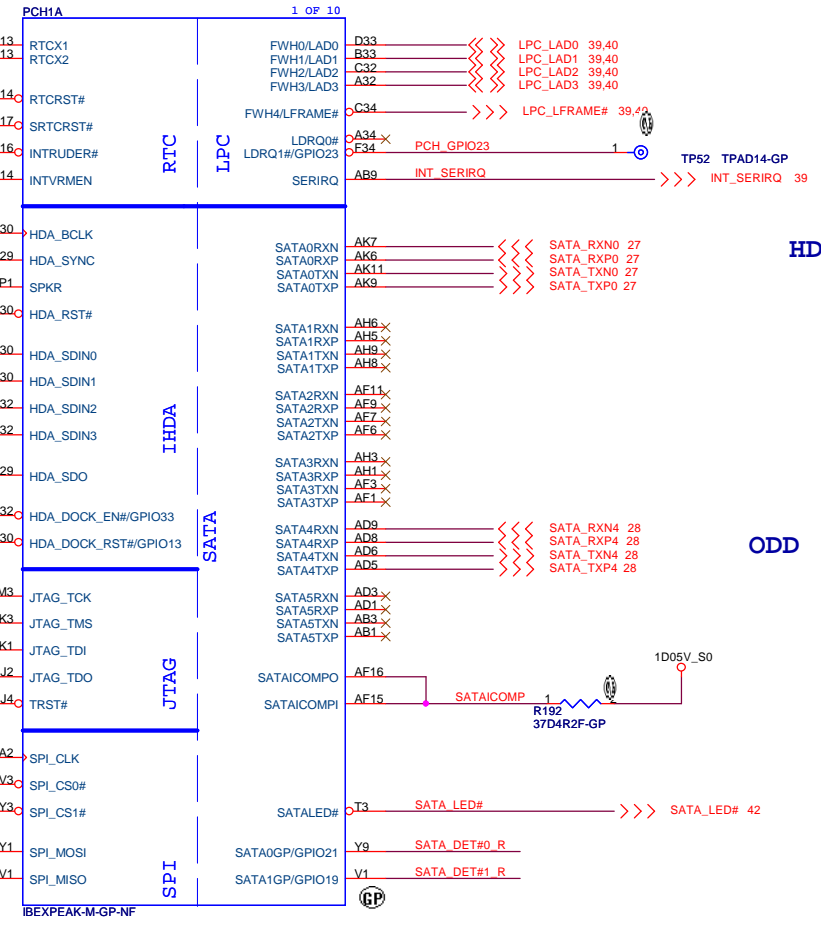 PCH1A 1 OF 10
13 RTCX1 FWH0/LAD0 D33 LPC_LAD0 39,40
13 RTCX2 FWH1/LAD1 B33 LPC_LAD1 39,40
FWH2/LAD2 C32 LPC_LAD2 39,40
FWH3/LAD3 A32 LPC_LAD3 39,40
14 RTCRST#
FWH4/LFRAME# C34 LPC_LFRAME# 39,40
17 SRTCRST#
RTC LPC
LDRQ0# A34
16 INTRUDER# LDRQ1#/GPIO23 F34 PCH_GPIO23 1
TP52 TPAD14-GP
14 INTVRMEN SERIRQ AB9 INT_SERIRQ INT_SERIRQ 39
30 HDA_BCLK
SATA0RXN AK7 SATA_RXN0 27 HD
29 HDA_SYNC SATA0RXP AK6 SATA_RXP0 27
SATA0TXN AK11 SATA_TXN0 27
P1 SPKR SATA0TXP AK9 SATA_TXP0 27
30 HDA_RST#
SATA1RXN AH6
SATA1RXP AH5
30 HDA_SDIN0 SATA1TXN AH9
SATA1TXP AH8
30 HDA_SDIN1
SATA2RXN AF11
32 HDA_SDIN2 SATA2RXP AF9
SATA2TXN AF7
32 HDA_SDIN3 SATA2TXP AF6
IHDA
SATA3RXN AH3
29 HDA_SDO SATA3RXP AH1
SATA3TXN AF3
SATA3TXP AF1
32 HDA_DOCK_EN#/GPIO33
SATA
SATA4RXN AD9 SATA_RXN4 28
30 HDA_DOCK_RST#/GPIO13 SATA4RXP AD8 SATA_RXP4 28 ODD
SATA4TXN AD6 SATA_TXN4 28
SATA4TXP AD5 SATA_TXP4 28
M3 JTAG_TCK SATA5RXN AD3
SATA5RXP AD1
K3 JTAG_TMS SATA5TXN AB3
SATA5TXP AB1
K1 JTAG_TDI
1D05V_S0
J2 JTAG_TDO SATAICOMPO AF16
JTAG
J4 TRST# SATAICOMPI AF15 SATAICOMP 1 2
R192
37D4R2F-GP
A2 SPI_CLK
V3 SPI_CS0#
Y3 SPI_CS1# SATALED# T3 SATA_LED# SATA_LED# 42
Y1 SPI_MOSI SATA0GP/GPIO21 Y9 SATA_DET#0_R
V1 SPI_MISO SATA1GP/GPIO19 V1 SATA_DET#1_R
SPI
GP
IBEXPEAK-M-GP-NF